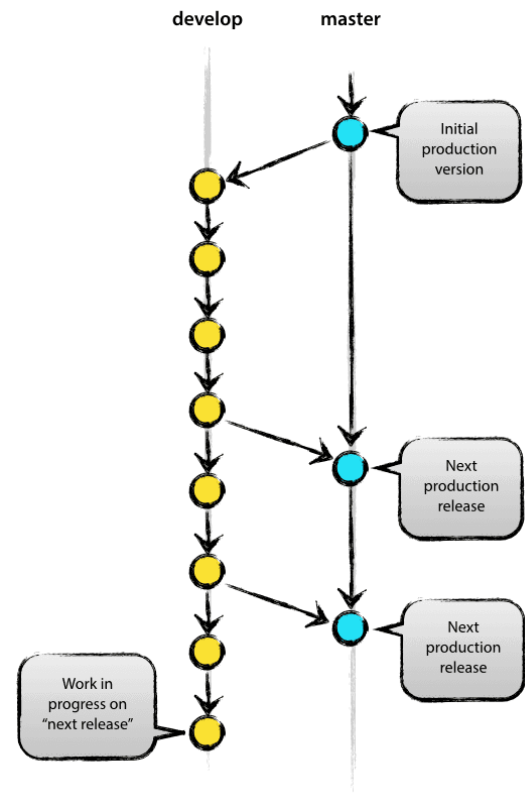 develop
master
Initial
production
version
Next
production
release
Next
production
release
Work in
progress on
“next release”